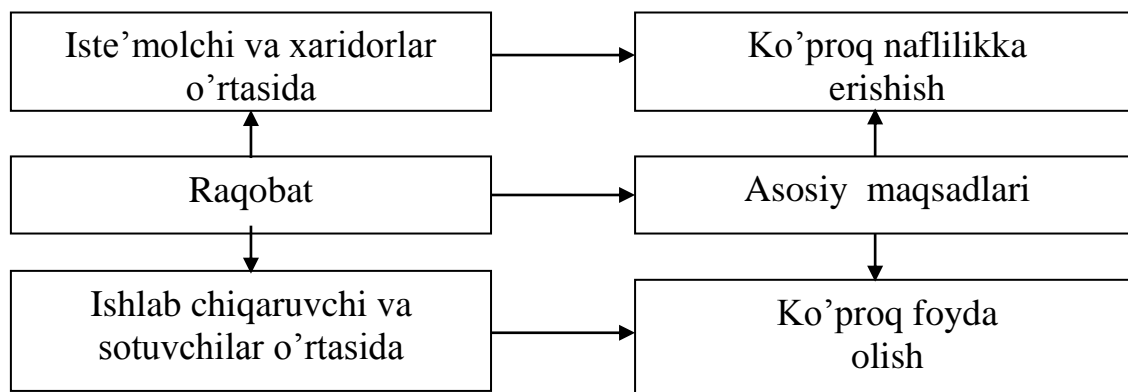 Iste’molchi va xaridorlar
o’rtasida
Ko’proq naflilikka
erishish
Raqobat
Asosiy maqsadlari
Ishlab chiqaruvchi va
sotuvchilar o’rtasida
Ko’proq foyda
olish